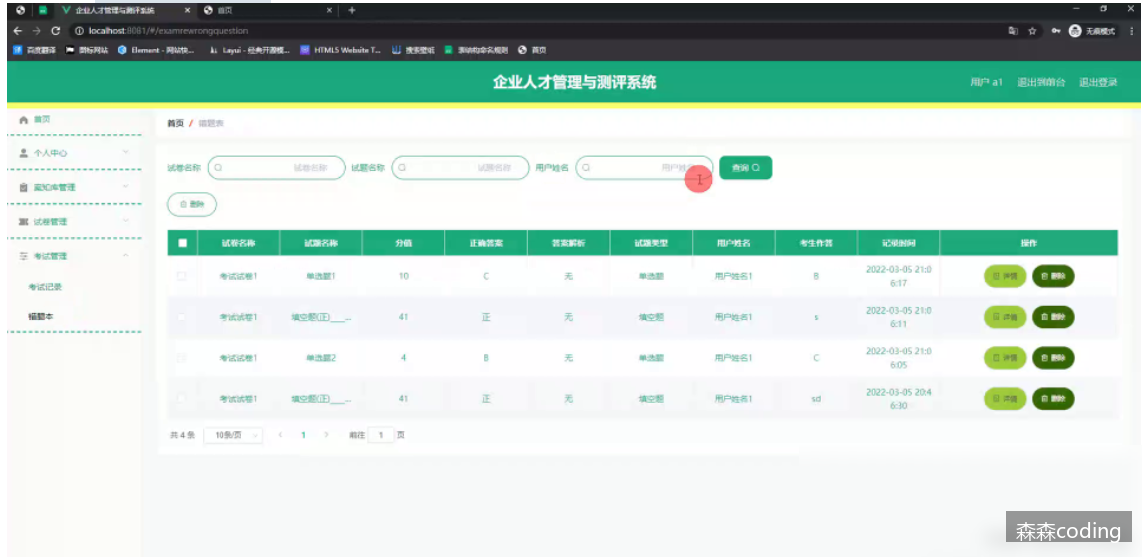 企业人才管理与测评系统
首页
localhost:8081/#/examrewrongquestion
无痕模式
百度翻译
图标网站
Element - 网站快...
Layui - 经典开源模...
HTML5 Website T...
搜索壁纸
驱动的命名规则
首页
企业人才管理与测评系统
用户 a1
退出到前台
退出登录
首页
首页 / 错题表
个人中心
试卷名称 试卷名称 试题名称 试题名称 用户姓名 用户姓名 查询
删除
试卷管理
考试管理
考试记录
错题本
试卷名称 试题名称 分值 正确答案 答案解析 试题类型 用户姓名 考生作答 记录时间 操作
考试试卷1 单选题1 10 C 无 单选题 用户姓名1 B 2022-03-05 21:06:17 详情 删除
考试试卷1 填空题(正)____... 41 正 无 填空题 用户姓名1 s 2022-03-05 21:06:11 详情 删除
考试试卷1 单选题2 4 B 无 单选题 用户姓名1 C 2022-03-05 21:06:05 详情 删除
考试试卷1 填空题(正)____... 41 正 无 填空题 用户姓名1 sd 2022-03-05 20:46:30 详情 删除
共 4 条 10条/页 1 前往 1 页
森森coding